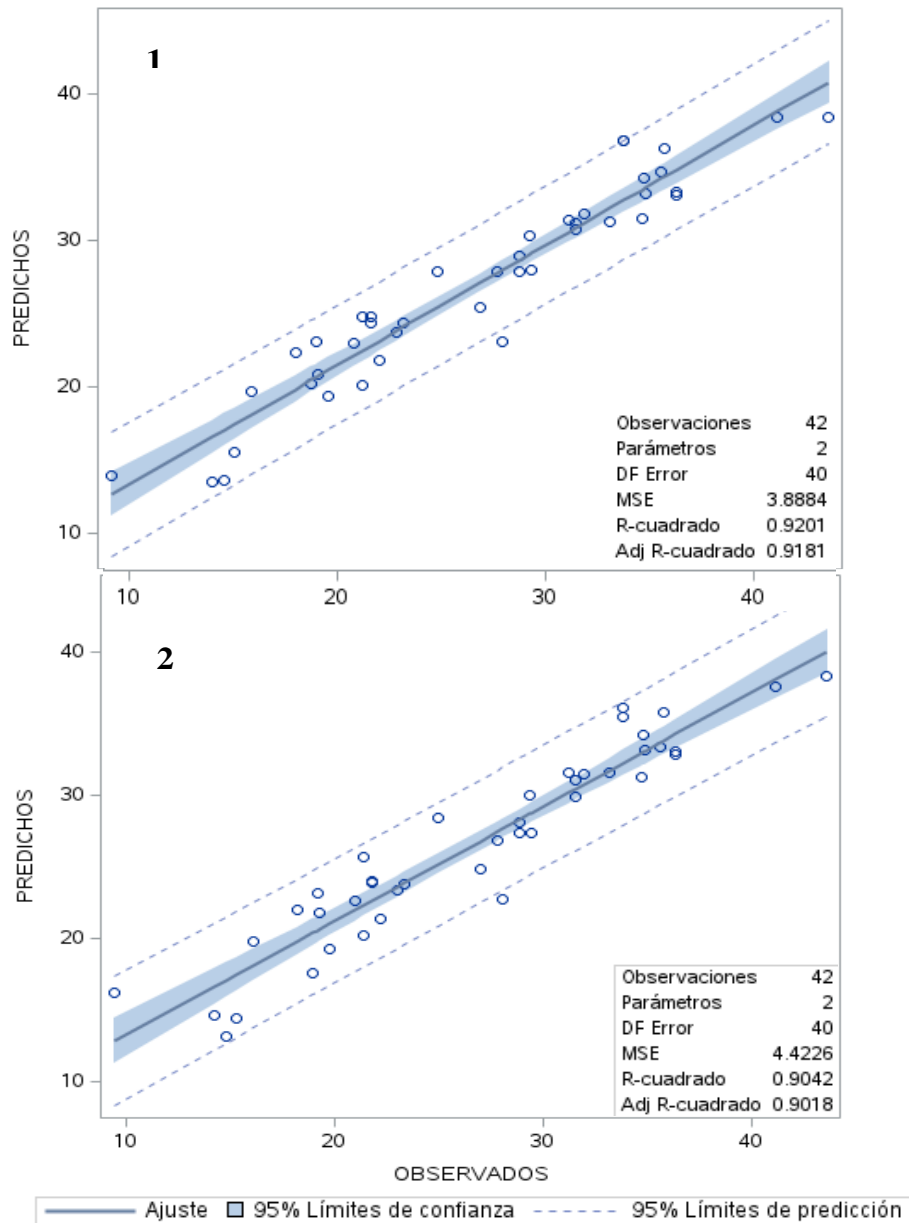 1
40
30
20
10
PREDICHOS
Observaciones 42
Parámetros 2
DF Error 40
MSE 3.8884
R-cuadrado 0.9201
Adj R-cuadrado 0.9181
10 20 30 40
2
40
30
20
10
PREDICHOS
Observaciones 42
Parámetros 2
DF Error 40
MSE 4.4226
R-cuadrado 0.9042
Adj R-cuadrado 0.9018
10 20 30 40
OBSERVADOS
Ajuste 95% Límites de confianza 95% Límites de predicción